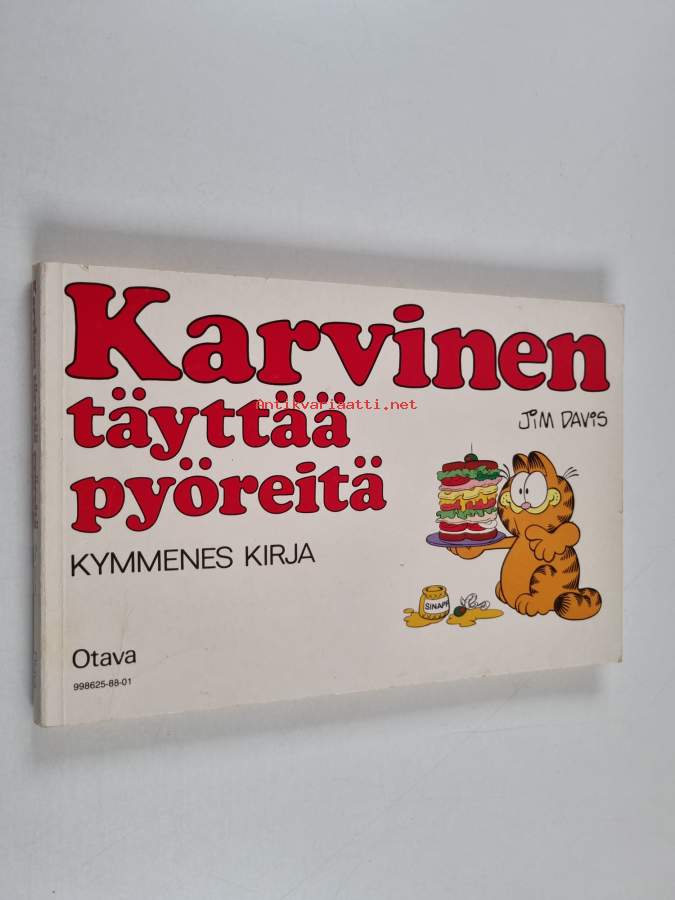 Karvinen
täyttää
Antikvariaatti.net
JIM DAVIS
pyöreitä
KYMMENES KIRJA
SINAPPI
Otava
998625-88-01